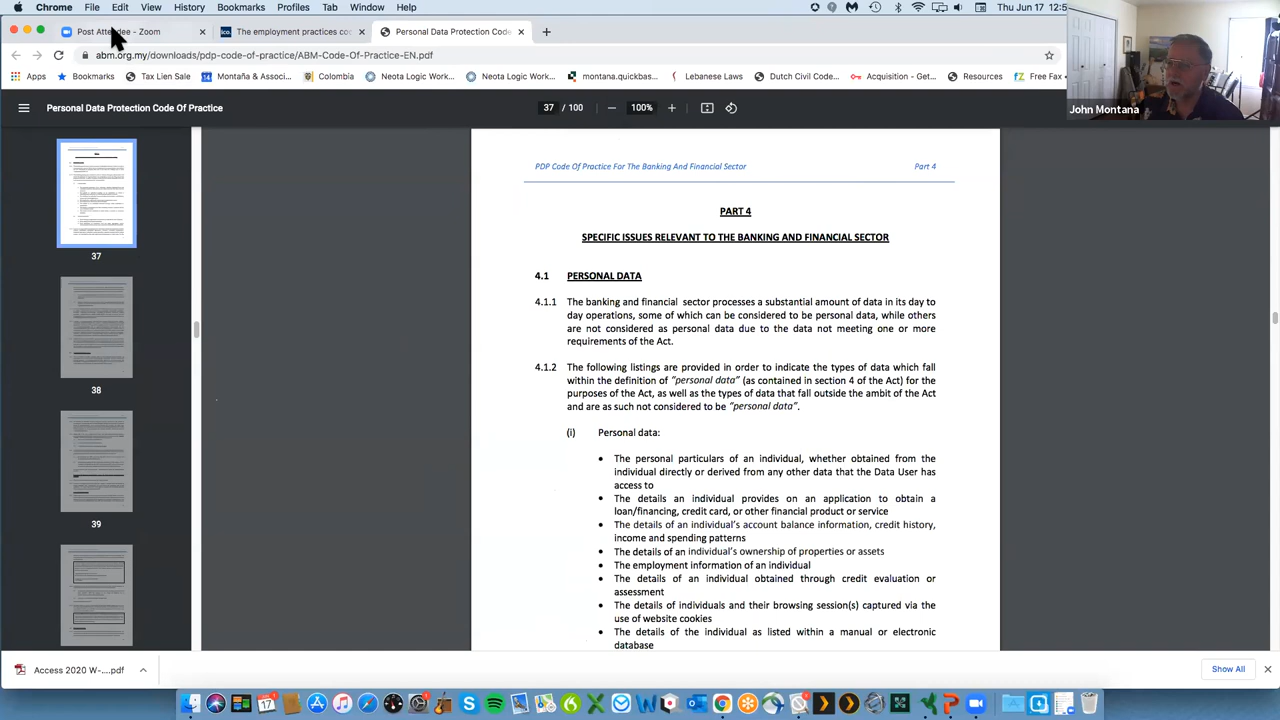 Chrome File Edit View History Bookmarks Profiles Tab Window Help Thu Jun 17 12:5
Post Attendee - Zoom
ico. The employment practices co
Personal Data Protection Code
abm.org.my/downloads/pdp-code-of-practice/ABM-Code-Of-Practice-EN.pdf
Apps Bookmarks Tax Lien Sale Montaña & Associ... Colombia Neota Logic Work... Neota Logic Work... montana.quickbas... Lebanese Laws Dutch Civil Code... Acquisition - Get... Resources Free Fax
John Montana
Personal Data Protection Code Of Practice
37 / 100
100%
37
38
39
PDP Code Of Practice For The Banking And Financial Sector Part 4
PART 4
SPECIFIC ISSUES RELEVANT TO THE BANKING AND FINANCIAL SECTOR
4.1 PERSONAL DATA
4.1.1 The banking and financial sector processes a substantial amount of data in its day to
day operations, some of which can be considered to be personal data, while others
are not considered as personal data due to the data not meeting one or more
requirements of the Act.
4.1.2 The following listings are provided in order to indicate the types of data which fall
within the definition of "personal data" (as contained in section 4 of the Act) for the
purposes of the Act, as well as the types of data that fall outside the ambit of the Act
and are as such not considered to be "personal data".
(i) Personal data:
• The personal particulars of an individual, whether obtained from the
individual directly or derived from any other data that the Data User has
access to
• The details an individual provides on an application to obtain a
loan/financing, credit card, or other financial product or service
• The details of an individual's account balance information, credit history,
income and spending patterns
• The details of an individual's ownership of properties or assets
• The employment information of an individual
• The details of an individual obtained through credit evaluation or
assessment
• The details of individuals and their browsing session(s) captured via the
use of website cookies
• The details of the individual as listed within a manual or electronic
database
Access 2020 W-....pdf
Show All